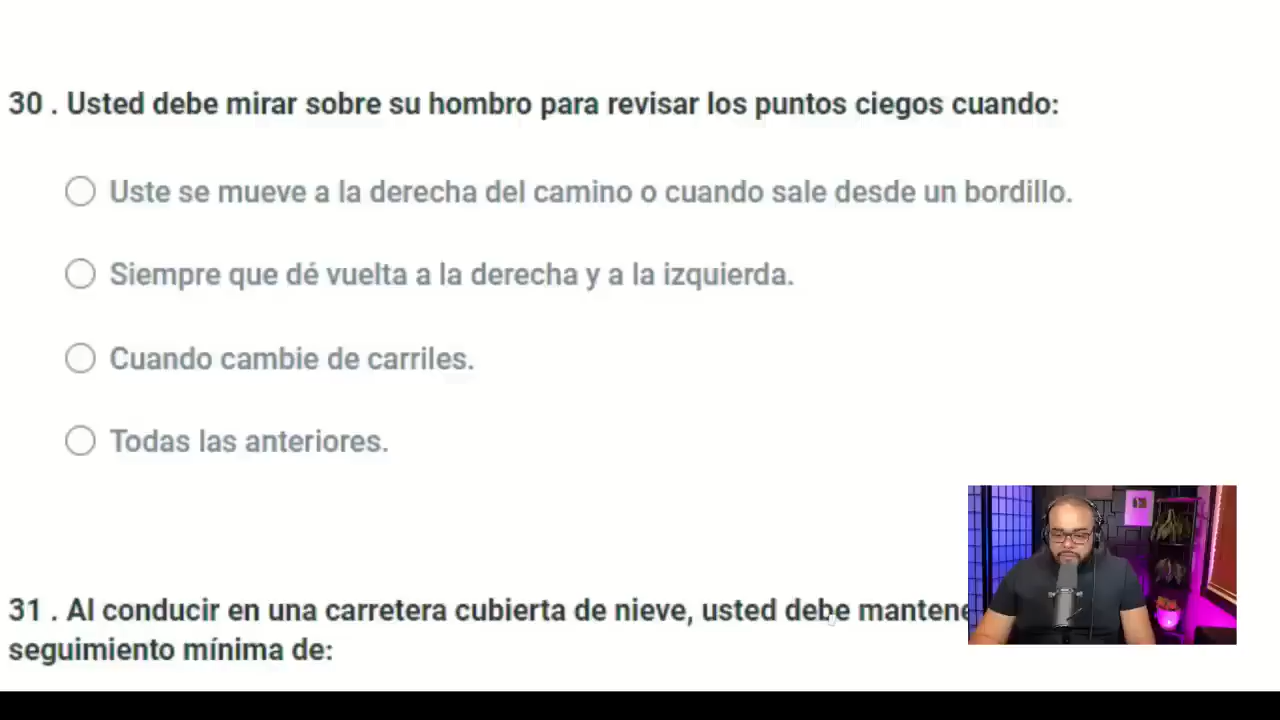 30 . Usted debe mirar sobre su hombro para revisar los puntos ciegos cuando:
Uste se mueve a la derecha del camino o cuando sale desde un bordillo.
Siempre que dé vuelta a la derecha y a la izquierda.
Cuando cambie de carriles.
Todas las anteriores.
31 . Al conducir en una carretera cubierta de nieve, usted debe mantene
seguimiento mínima de: